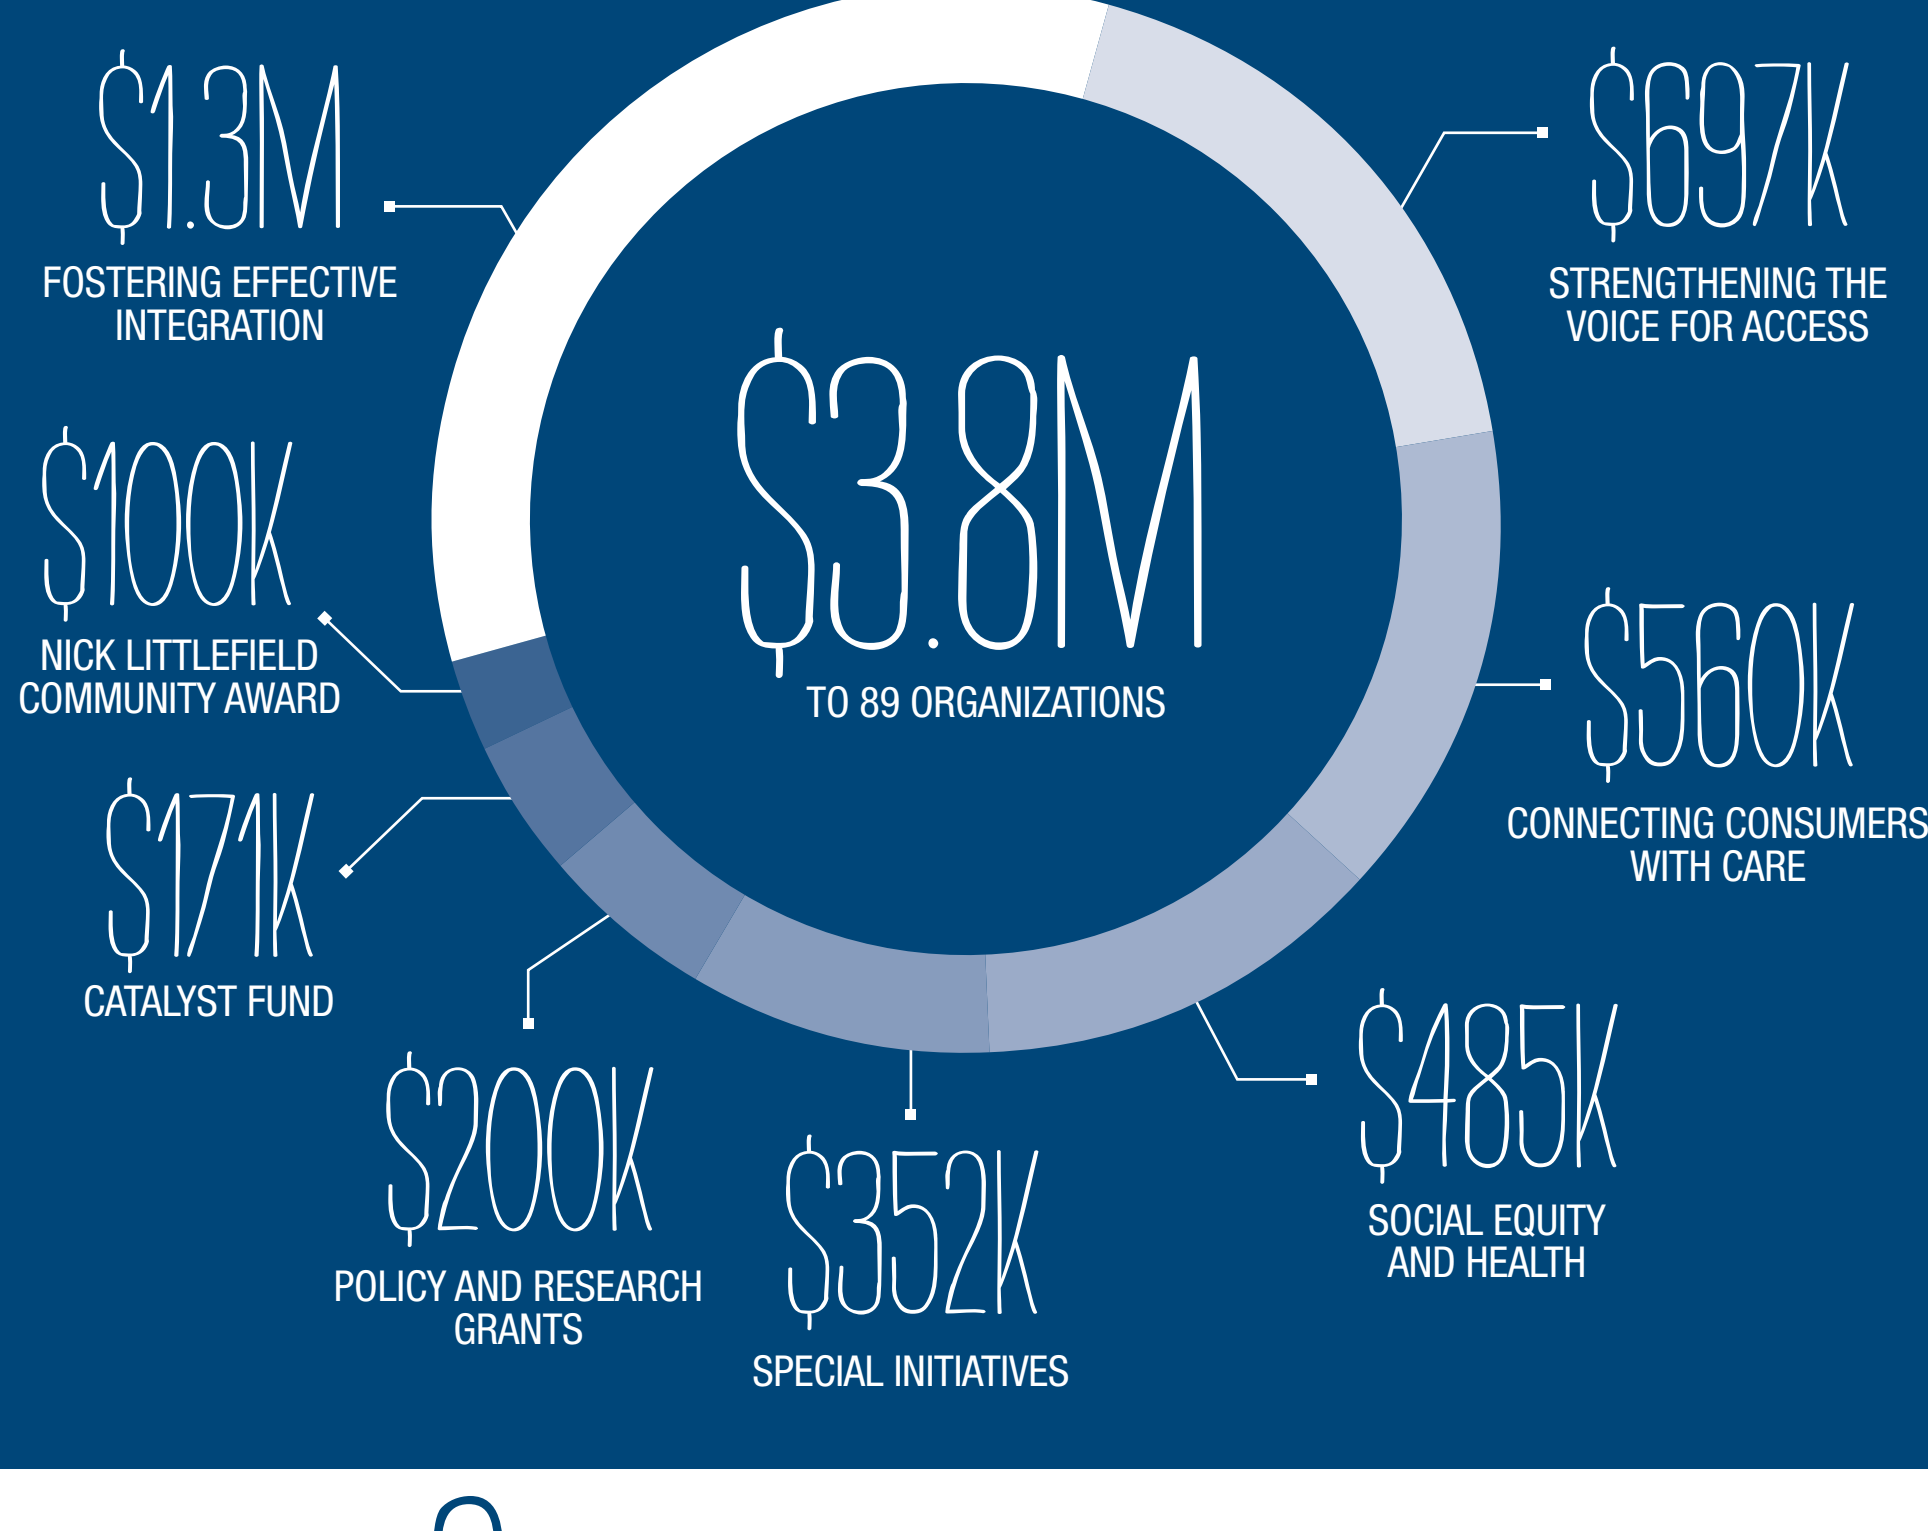 $1.3M
FOSTERING EFFECTIVE
INTEGRATION
$697K
STRENGTHENING THE
VOICE FOR ACCESS
$3.8M
TO 89 ORGANIZATIONS
$100K
NICK LITTLEFIELD
COMMUNITY AWARD
$560K
CONNECTING CONSUMERS
WITH CARE
$171K
CATALYST FUND
$485K
SOCIAL EQUITY
AND HEALTH
$200K
POLICY AND RESEARCH
GRANTS
$352K
SPECIAL INITIATIVES